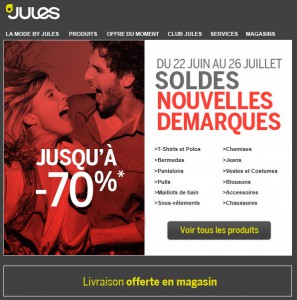 JULES
LA MODE BY JULES PRODUITS OFFRE DU MOMENT CLUB JULES SERVICES MAGASINS
DU 22 JUIN AU 26 JUILLET
SOLDES
NOUVELLES
DEMARQUES
JUSQU'À
-70%*
>T-Shirts et Polos
>Bermudas
>Pantalons
>Pulls
>Maillots de bain
>Sous-vêtements
>Chemises
>Jeans
>Vestes et Costumes
>Blousons
>Accessoires
>Chaussures
Voir tous les produits
Livraison offerte en magasin